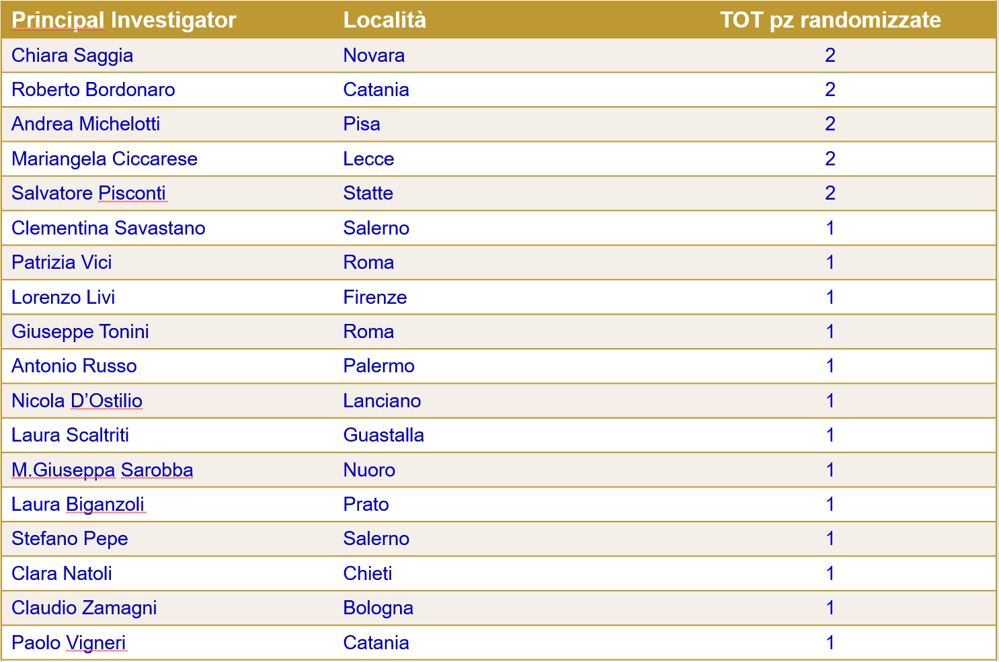 Principal Investigator Località TOT pz randomizzate
Chiara Saggia Novara 2
Roberto Bordonaro Catania 2
Andrea Michelotti Pisa 2
Mariangela Ciccarese Lecce 2
Salvatore Pisconti Statte 2
Clementina Savastano Salerno 1
Patrizia Vici Roma 1
Lorenzo Livi Firenze 1
Giuseppe Tonini Roma 1
Antonio Russo Palermo 1
Nicola D’Ostilio Lanciano 1
Laura Scaltriti Guastalla 1
M.Giuseppa Sarobba Nuoro 1
Laura Biganzoli Prato 1
Stefano Pepe Salerno 1
Clara Natoli Chieti 1
Claudio Zamagni Bologna 1
Paolo Vigneri Catania 1